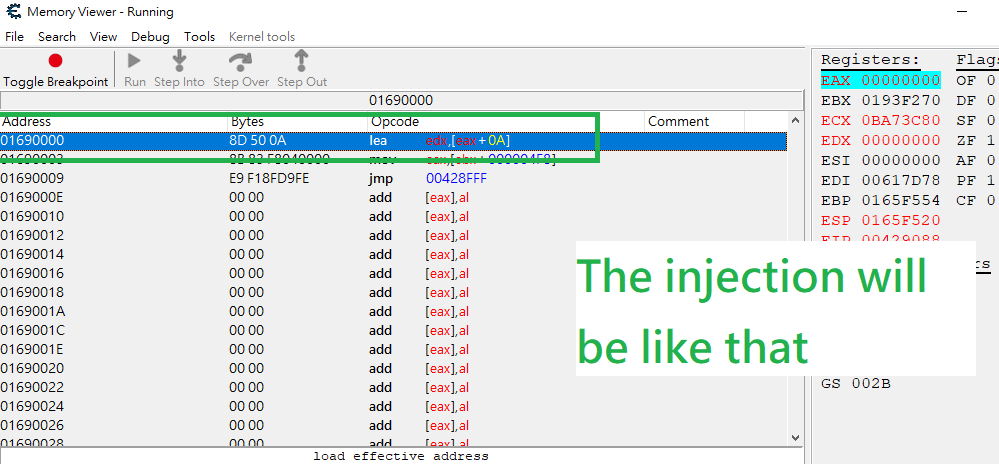 Memory Viewer - Running
File Search View Debug Tools Kernel tools
Toggle Breakpoint Run Step Into Step Over Step Out
01690000
Address Bytes Opcode Comment
01690000 8D 50 0A lea edx,[eax+0A]
01690003 8B 83 F8040000 mov eax,[ebx+000004F8]
01690009 E9 F18FD9FE jmp 00428FFF
0169000E 00 00 add [eax],al
01690010 00 00 add [eax],al
01690012 00 00 add [eax],al
01690014 00 00 add [eax],al
01690016 00 00 add [eax],al
01690018 00 00 add [eax],al
0169001A 00 00 add [eax],al
0169001C 00 00 add [eax],al
0169001E 00 00 add [eax],al
01690020 00 00 add [eax],al
01690022 00 00 add [eax],al
01690024 00 00 add [eax],al
01690026 00 00 add [eax],al
01690028 00 00 add [eax],al
load effective address
Registers: Flags
EAX 00000000 OF 0
EBX 0193F270 DF 0
ECX 0BA73C80 SF 0
EDX 00000000 ZF 1
ESI 00000000 AF 0
EDI 00617D78 PF 1
EBP 0165F554 CF 0
ESP 0165F520
EIP 00429088
The injection will
be like that
GS 002B